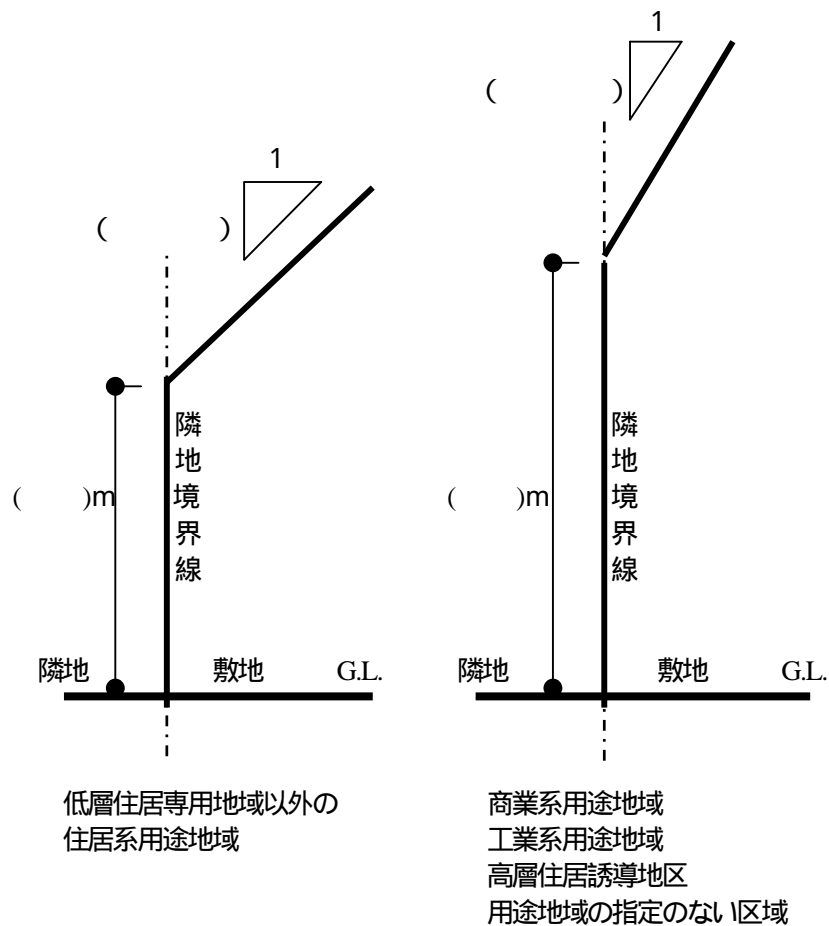 1
(　　　)
(　　)m
隣地境界線
隣地　敷地　G.L.
低層住居専用地域以外の
住居系用途地域
1
(　　　)
(　　)m
隣地境界線
隣地　敷地　G.L.
商業系用途地域
工業系用途地域
高層住居誘導地区
用途地域の指定のない区域